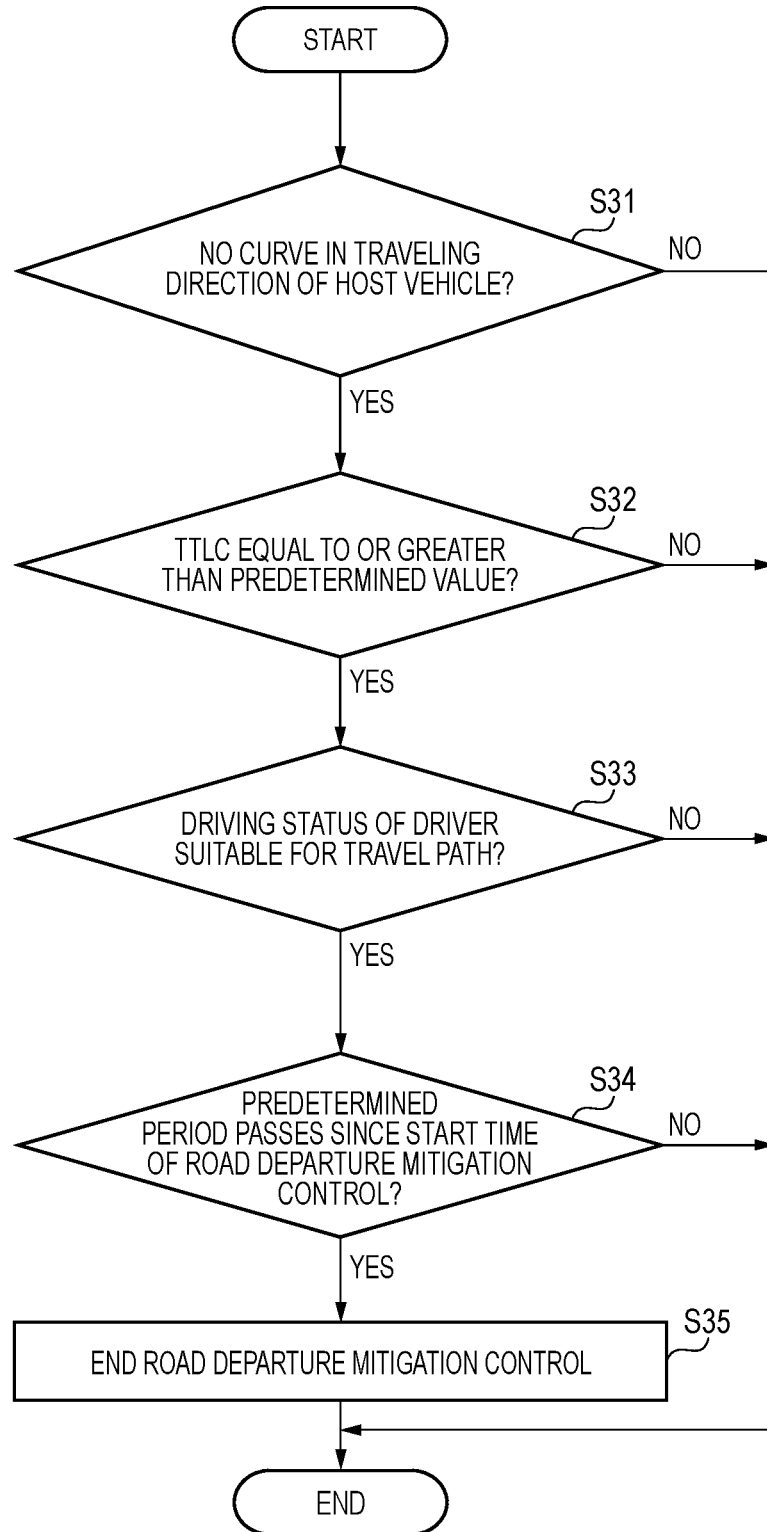 START
S31
NO CURVE IN TRAVELING
DIRECTION OF HOST VEHICLE?
NO
YES
S32
TTLC EQUAL TO OR GREATER
THAN PREDETERMINED VALUE?
NO
YES
S33
DRIVING STATUS OF DRIVER
SUITABLE FOR TRAVEL PATH?
NO
YES
S34
PREDETERMINED
PERIOD PASSES SINCE START TIME
OF ROAD DEPARTURE MITIGATION
CONTROL?
NO
YES
S35
END ROAD DEPARTURE MITIGATION CONTROL
END